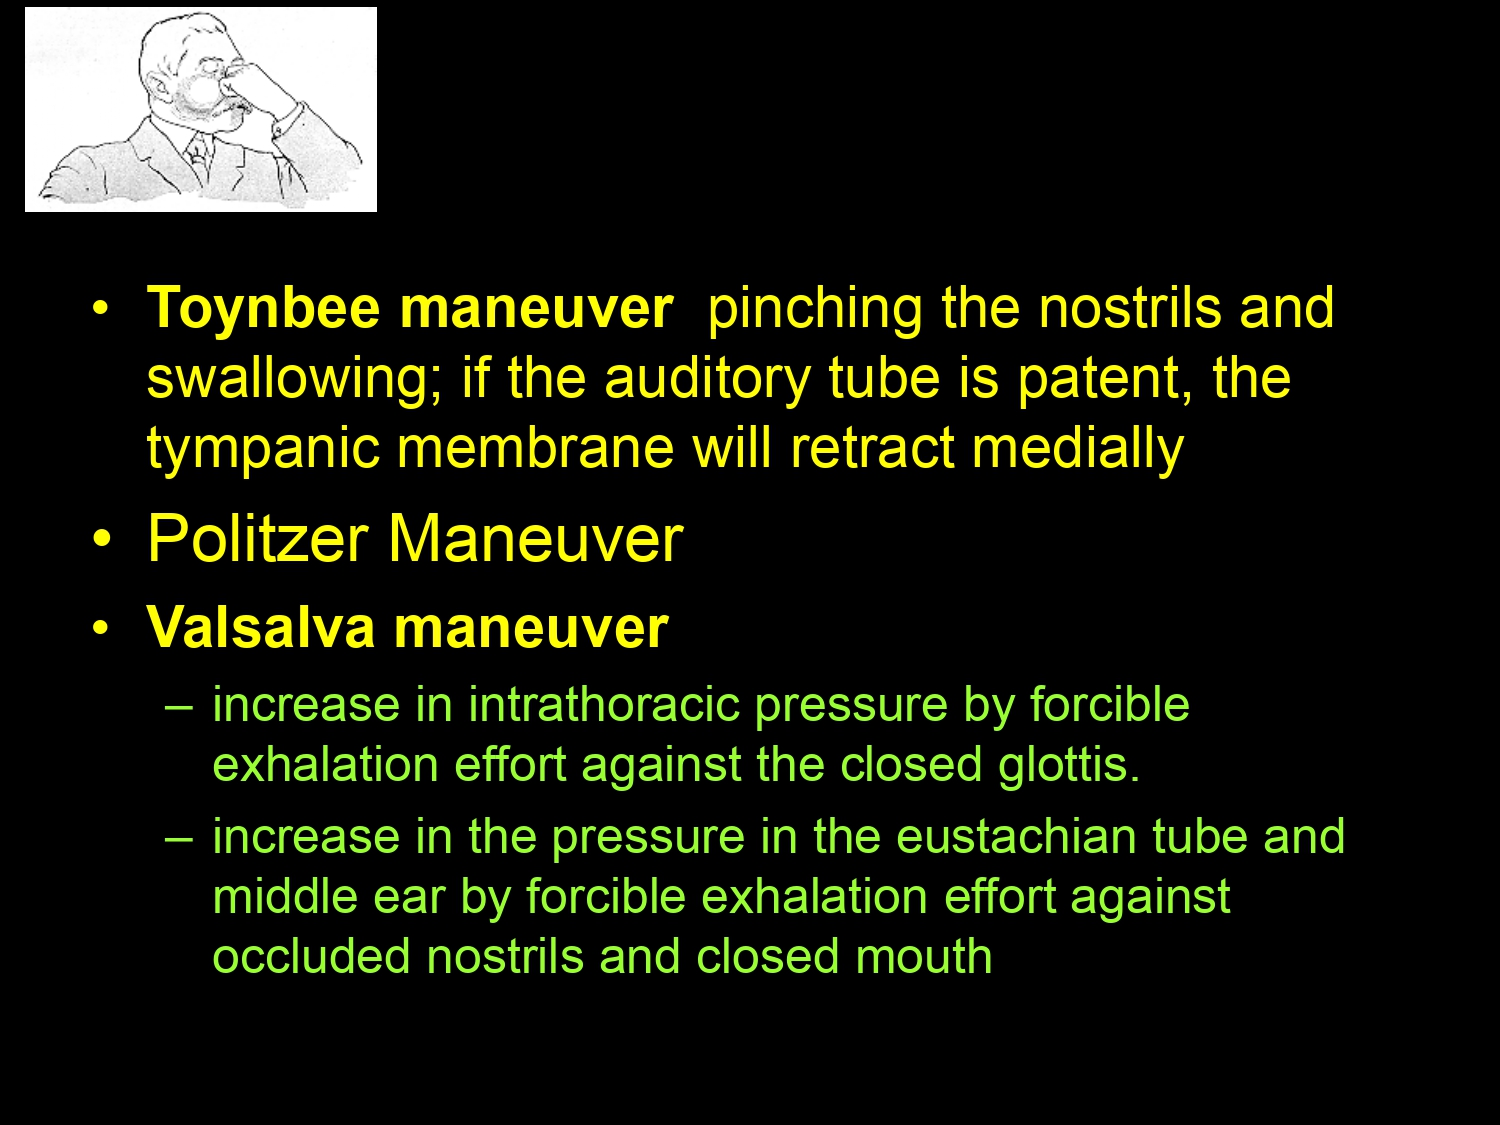 • Toynbee maneuver  pinching the nostrils and
swallowing; if the auditory tube is patent, the
tympanic membrane will retract medially
• Politzer Maneuver
• Valsalva maneuver
– increase in intrathoracic pressure by forcible
exhalation effort against the closed glottis.
– increase in the pressure in the eustachian tube and
middle ear by forcible exhalation effort against
occluded nostrils and closed mouth